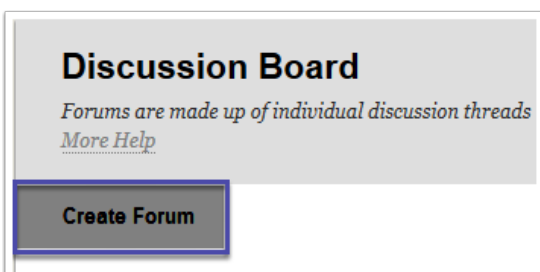 Discussion Board
Forums are made up of individual discussion threads
More Help
Create Forum